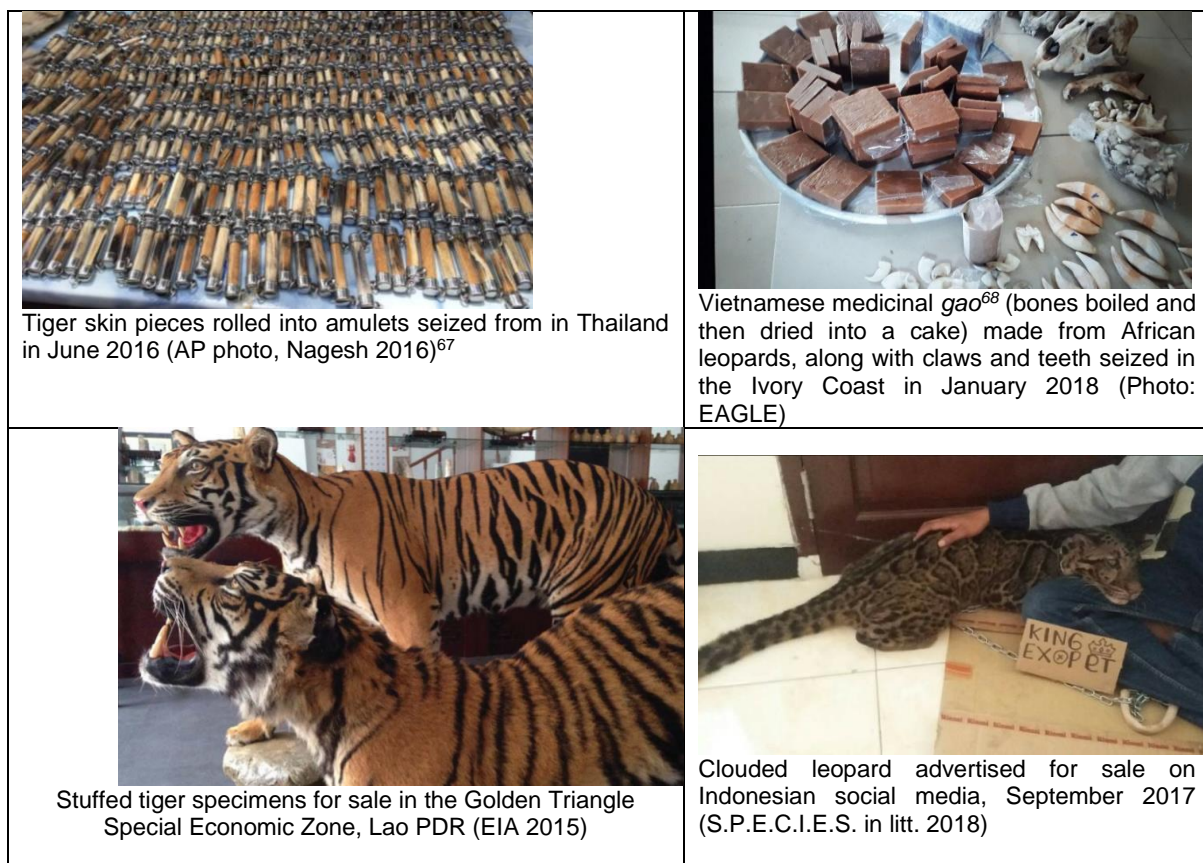 Tiger skin pieces rolled into amulets seized from in Thailand
in June 2016 (AP photo, Nagesh 2016)67
Vietnamese medicinal gao68 (bones boiled and
then dried into a cake) made from African
leopards, along with claws and teeth seized in
the Ivory Coast in January 2018 (Photo:
EAGLE)
Stuffed tiger specimens for sale in the Golden Triangle
Special Economic Zone, Lao PDR (EIA 2015)
KING
EXOPET
Clouded leopard advertised for sale on
Indonesian social media, September 2017
(S.P.E.C.I.E.S. in litt. 2018)